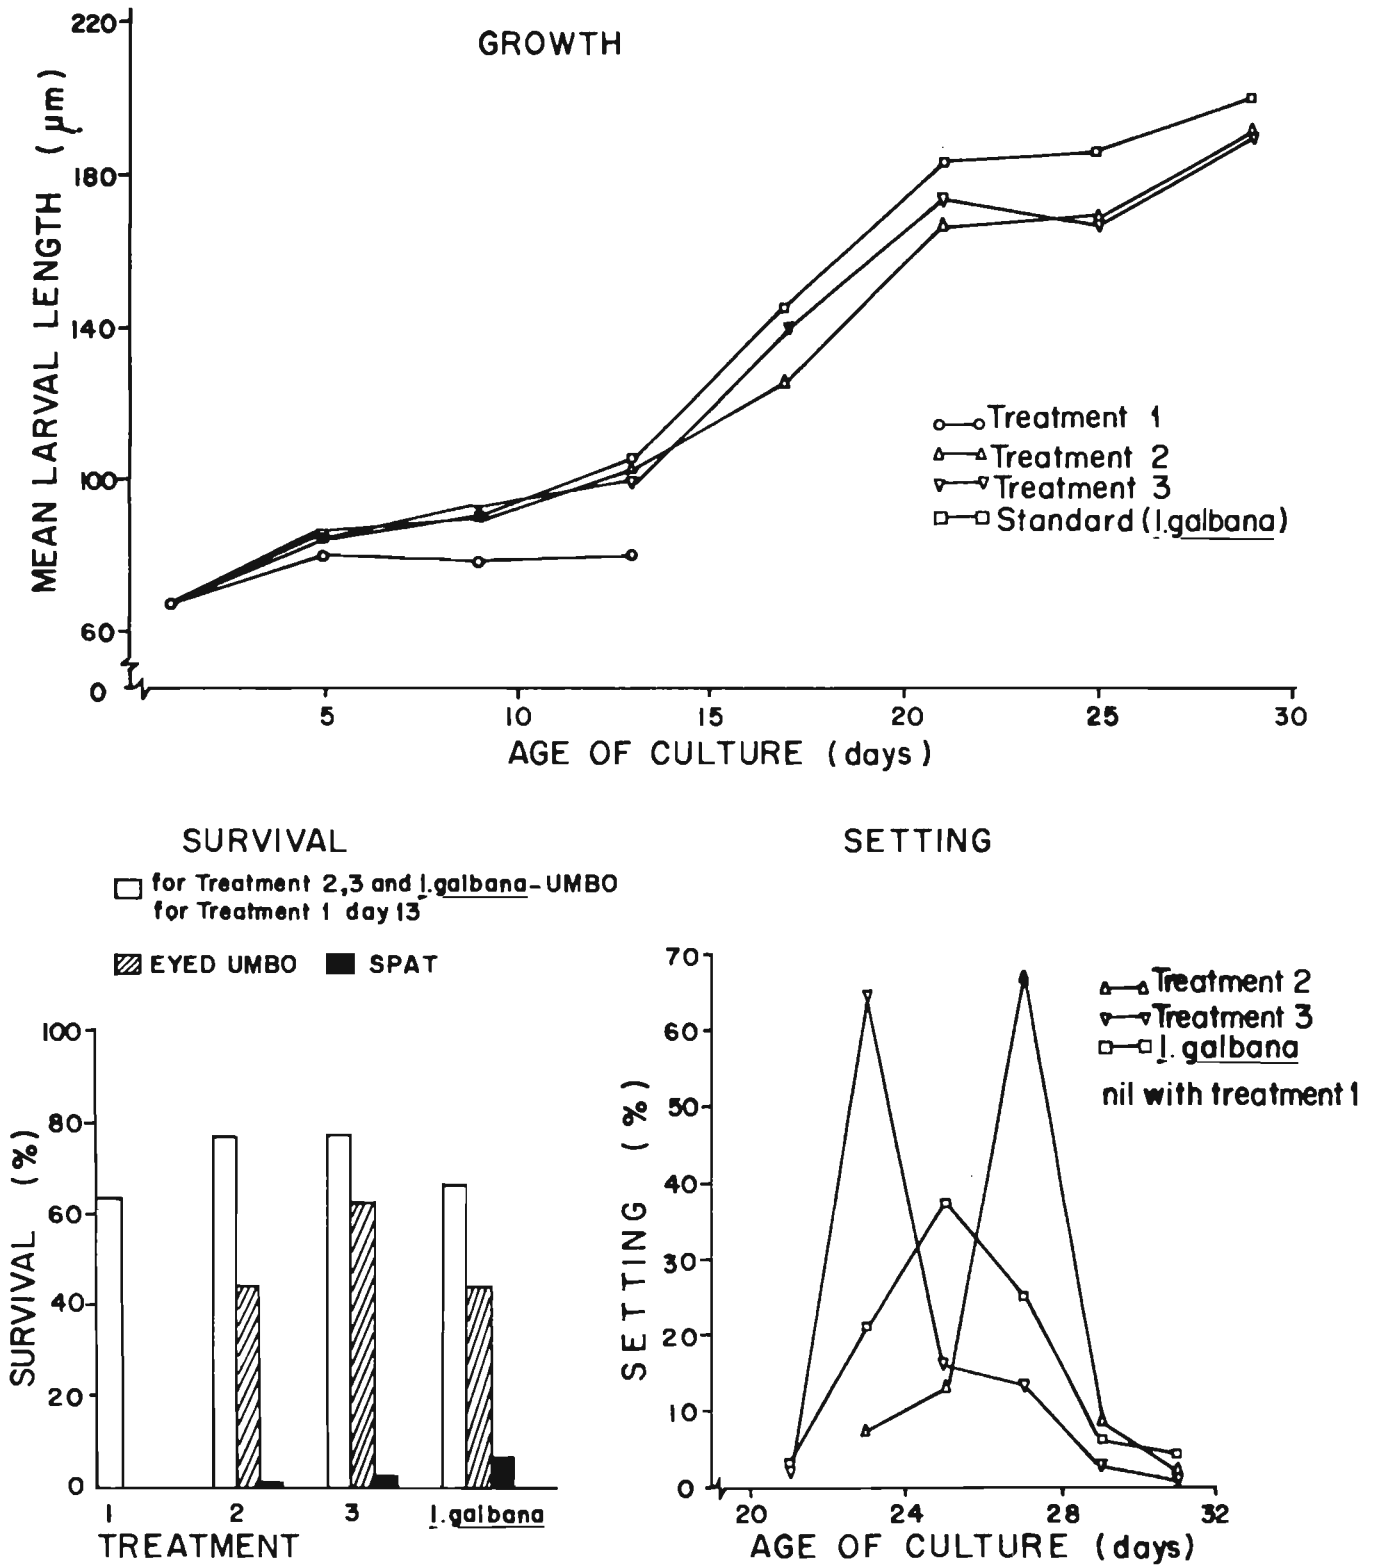 GROWTH
220
180
140
100
60
0
MEAN LARVAL LENGTH (µm)
Treatment 1
Treatment 2
Treatment 3
Standard (I.galbana)
5 10 15 20 25 30
AGE OF CULTURE (days)
SURVIVAL
for Treatment 2,3 and I.galbana-UMBO
for Treatment 1 day 13
EYED UMBO SPAT
100
80
60
40
20
0
SURVIVAL (%)
1 2 3 I.galbana
TREATMENT
SETTING
70
60
50
40
30
20
10
0
SETTING (%)
Treatment 2
Treatment 3
I. galbana
nil with treatment 1
20 24 28 32
AGE OF CULTURE (days)